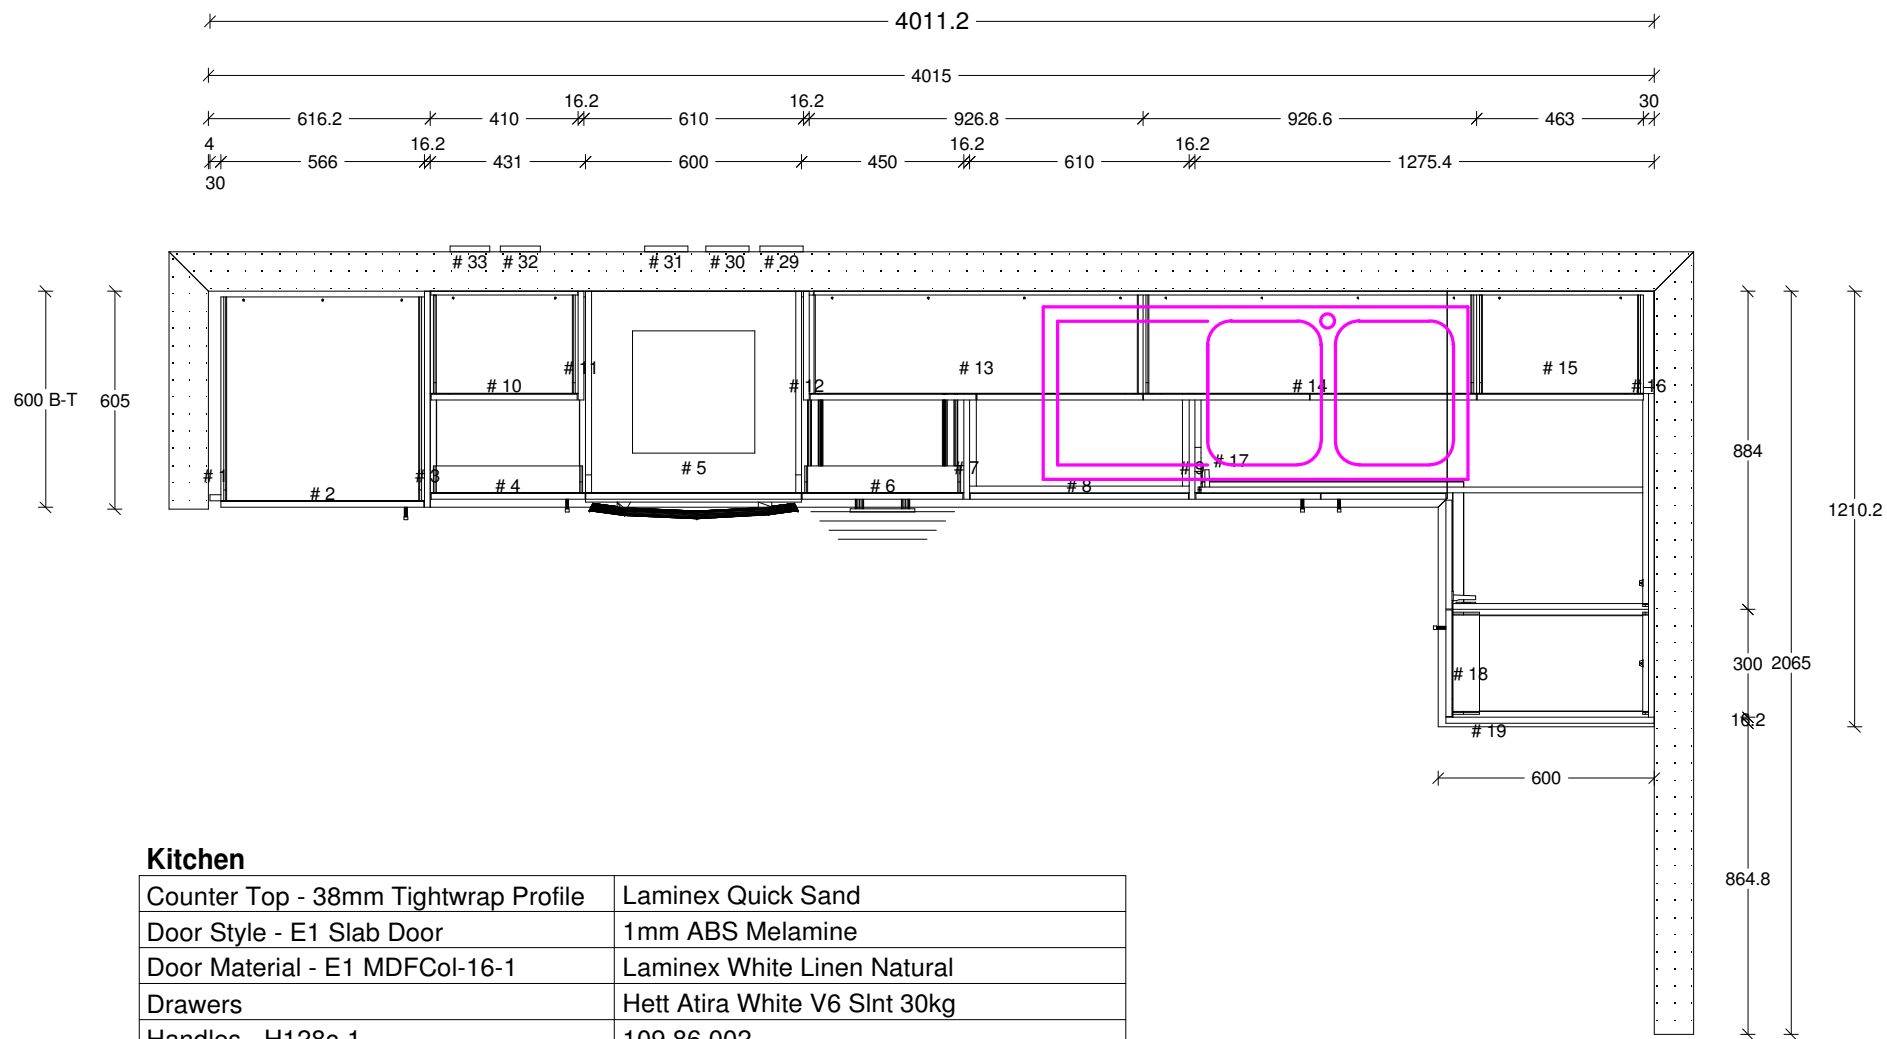 4011.2
4015
16.2 16.2 30
616.2 410 610 926.8 926.6 463
4 16.2 16.2 16.2
566 431 600 450 610 1275.4
30
# 33 # 32 # 31 # 30 # 29
# 11 # 13 # 15
# 10 # 12 # 14 # 16
600 B-T 605
884
# 17
# 1 # 3 # 5 # 7 # 9
# 2 # 4 # 6 # 8
1210.2
300 2065
# 18
# 19
600
864.8
Kitchen
Counter Top - 38mm Tightwrap Profile Laminex Quick Sand
Door Style - E1 Slab Door 1mm ABS Melamine
Door Material - E1 MDFCol-16-1 Laminex White Linen Natural
Drawers Hett Atira White V6 Slnt 30kg